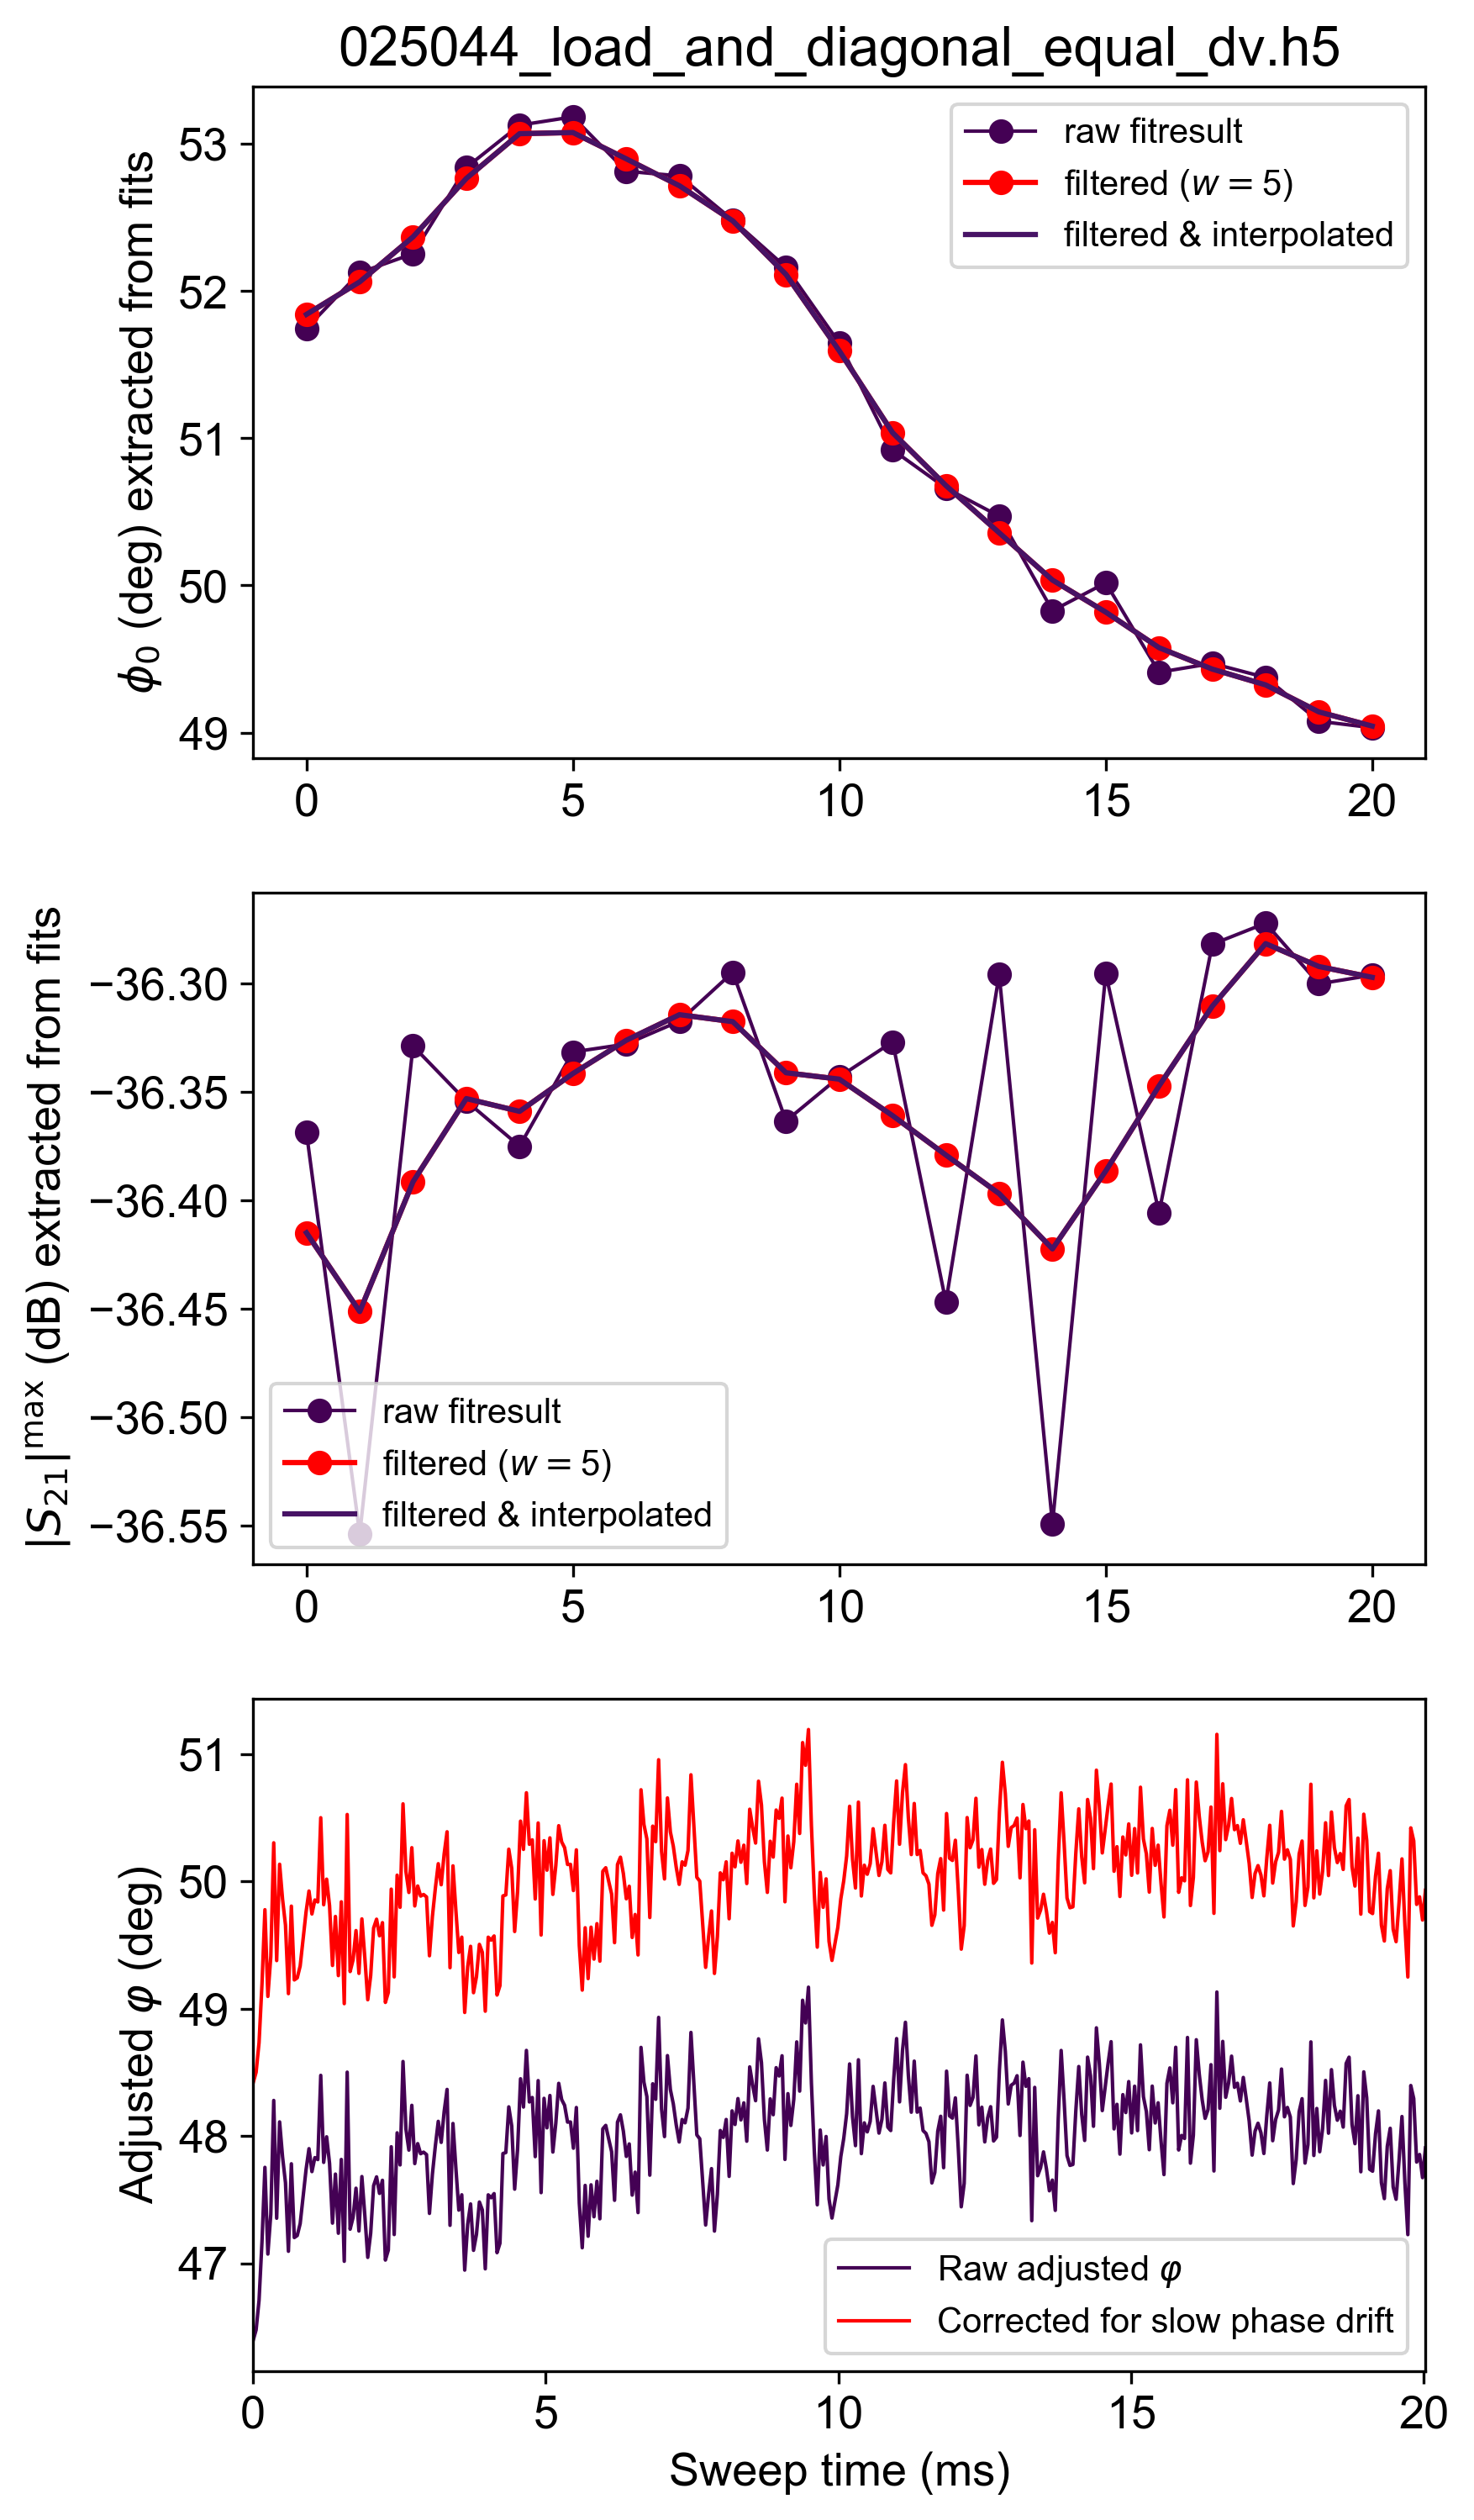 025044_load_and_diagonal_equal_dv.h5
ϕ₀ (deg) extracted from fits
53
52
51
50
49
raw fitresult
filtered (w = 5)
filtered & interpolated
0 5 10 15 20
|S₂₁|ᵐᵃˣ (dB) extracted from fits
−36.30
−36.35
−36.40
−36.45
−36.50
−36.55
raw fitresult
filtered (w = 5)
filtered & interpolated
0 5 10 15 20
Adjusted φ (deg)
51
50
49
48
47
Raw adjusted φ
Corrected for slow phase drift
0 5 10 15 20
Sweep time (ms)